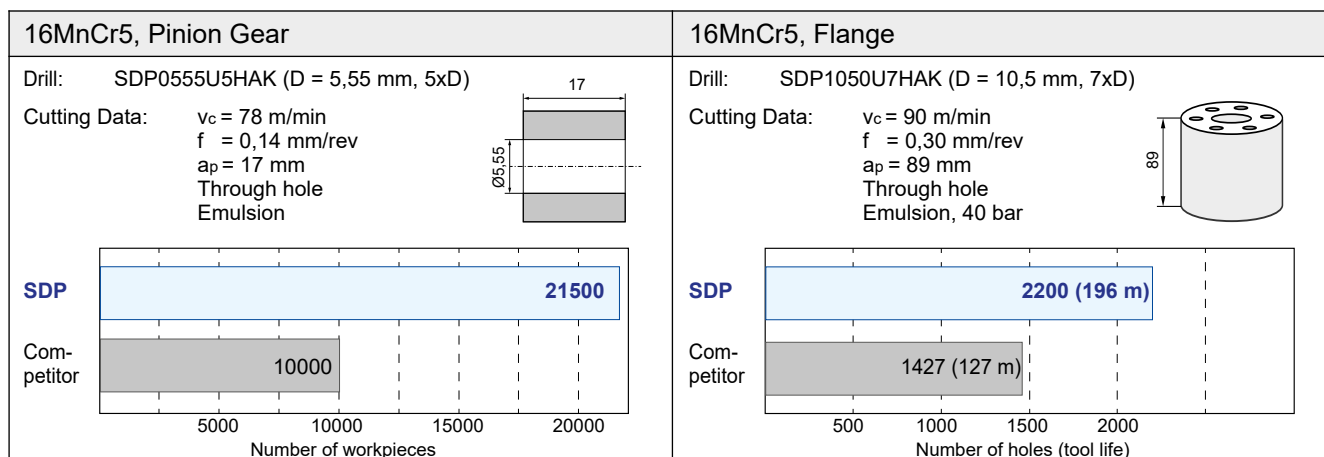 16MnCr5, Pinion Gear
Drill: SDP0555U5HAK (D = 5,55 mm, 5xD)
Cutting Data: vc = 78 m/min
f = 0,14 mm/rev
ap = 17 mm
Through hole
Emulsion
17
Ø5,55
SDP
21500
Com-
petitor
10000
5000 10000 15000 20000
Number of workpieces
16MnCr5, Flange
Drill: SDP1050U7HAK (D = 10,5 mm, 7xD)
Cutting Data: vc = 90 m/min
f = 0,30 mm/rev
ap = 89 mm
Through hole
Emulsion, 40 bar
89
SDP
2200 (196 m)
Com-
petitor
1427 (127 m)
500 1000 1500 2000
Number of holes (tool life)